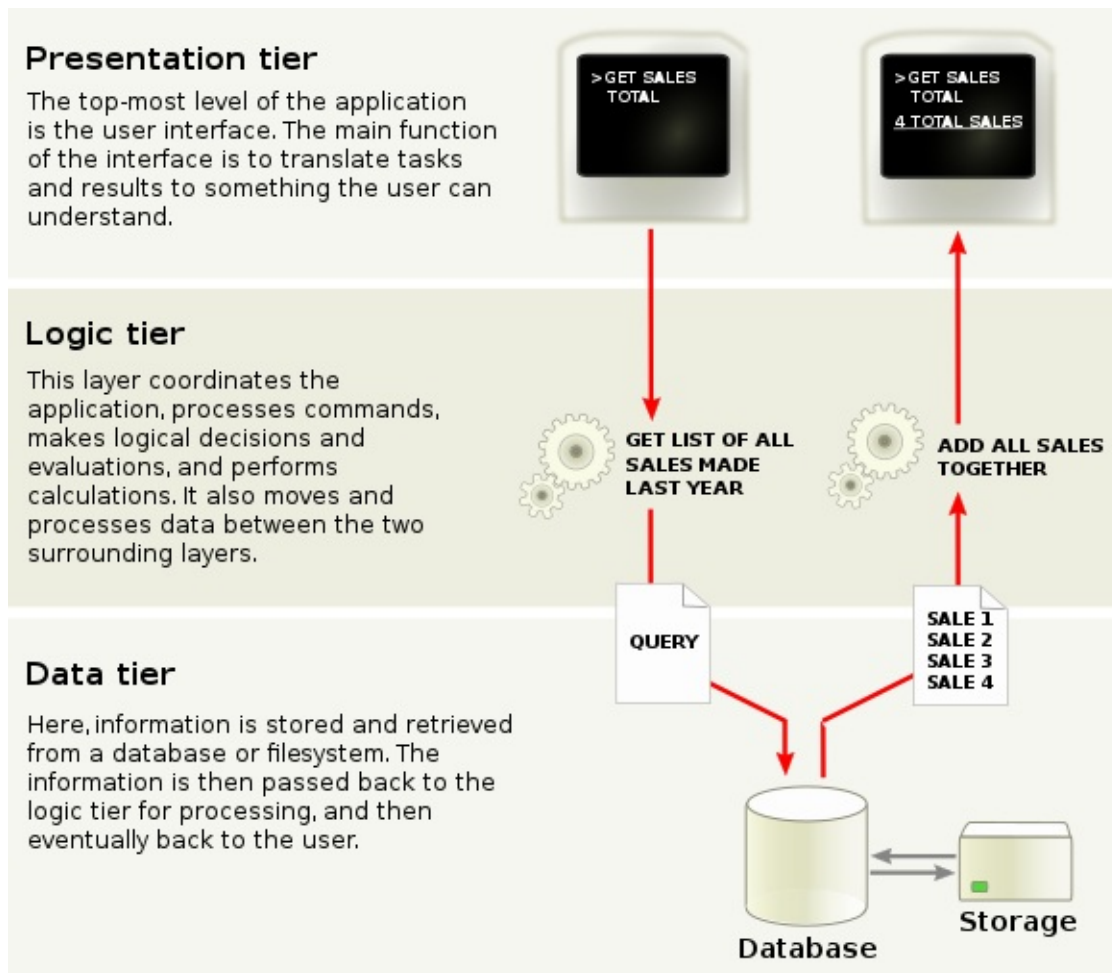 Presentation tier
The top-most level of the application
is the user interface. The main function
of the interface is to translate tasks
and results to something the user can
understand.
>GET SALES
TOTAL
>GET SALES
TOTAL
4 TOTAL SALES
Logic tier
This layer coordinates the
application, processes commands,
makes logical decisions and
evaluations, and performs
calculations. It also moves and
processes data between the two
surrounding layers.
GET LIST OF ALL
SALES MADE
LAST YEAR
ADD ALL SALES
TOGETHER
QUERY
SALE 1
SALE 2
SALE 3
SALE 4
Data tier
Here, information is stored and retrieved
from a database or filesystem. The
information is then passed back to the
logic tier for processing, and then
eventually back to the user.
Database
Storage